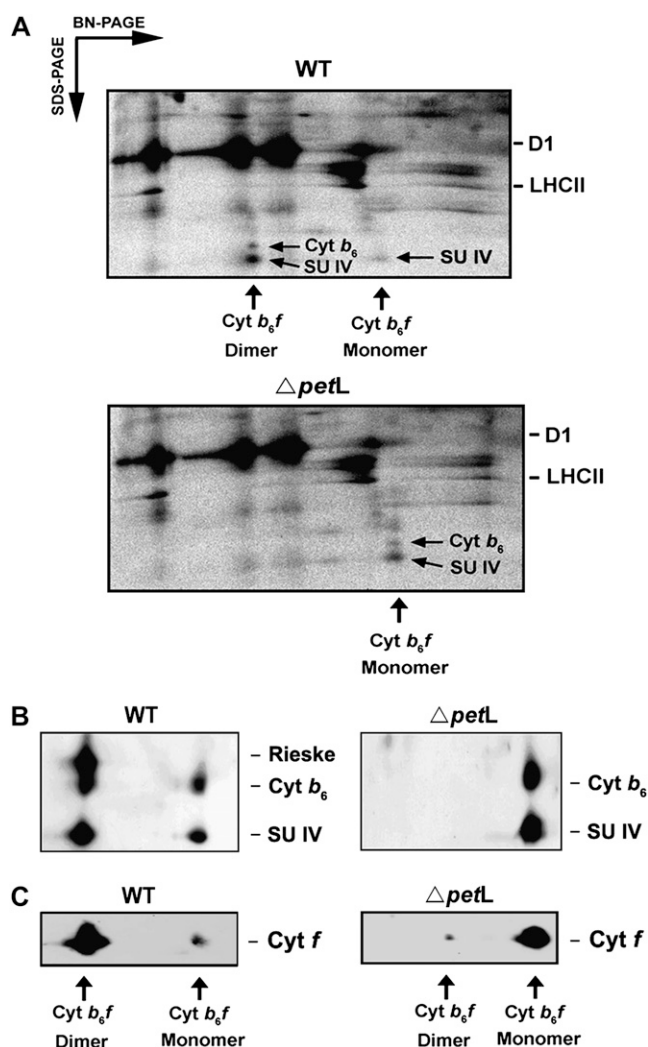 A
BN-PAGE
SDS-PAGE
WT
D1
LHCII
Cyt b₆
SU IV
SU IV
Cyt b₆f
Dimer
Cyt b₆f
Monomer
△petL
D1
LHCII
Cyt b₆
SU IV
Cyt b₆f
Monomer
B
WT
△petL
Rieske
Cyt b₆
SU IV
Cyt b₆
SU IV
C
WT
△petL
Cyt f
Cyt f
Cyt b₆f
Dimer
Cyt b₆f
Monomer
Cyt b₆f
Dimer
Cyt b₆f
Monomer